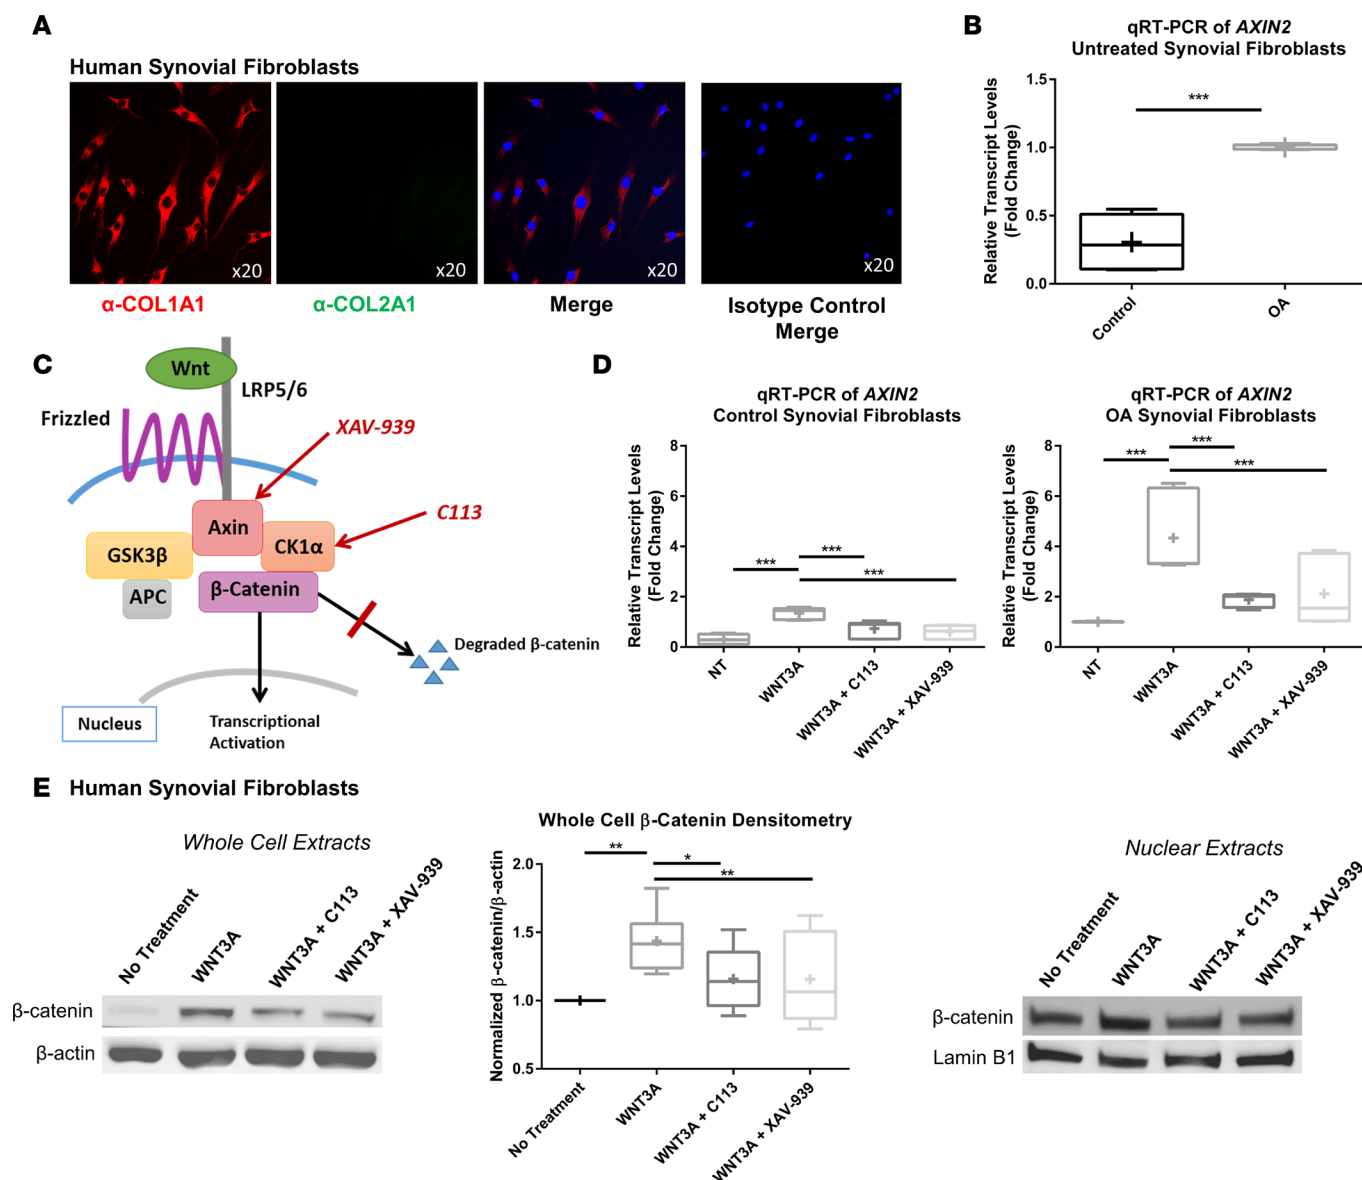 A
Human Synovial Fibroblasts
x20
x20
x20
x20
α-COL1A1
α-COL2A1
Merge
Isotype Control
Merge
B
qRT-PCR of AXIN2
Untreated Synovial Fibroblasts
Relative Transcript Levels
(Fold Change)
1.5
1.0
0.5
0.0
***
Control
OA
C
Wnt
LRP5/6
Frizzled
XAV-939
C113
Axin
CK1α
GSK3β
APC
β-Catenin
Degraded β-catenin
Nucleus
Transcriptional
Activation
D
qRT-PCR of AXIN2
Control Synovial Fibroblasts
Relative Transcript Levels
(Fold Change)
8
6
4
2
0
***
***
***
NT
WNT3A
WNT3A + C113
WNT3A + XAV-939
qRT-PCR of AXIN2
OA Synovial Fibroblasts
Relative Transcript Levels
(Fold Change)
8
6
4
2
0
***
***
***
NT
WNT3A
WNT3A + C113
WNT3A + XAV-939
E
Human Synovial Fibroblasts
Whole Cell Extracts
No Treatment
WNT3A
WNT3A + C113
WNT3A + XAV-939
β-catenin
β-actin
Whole Cell β-Catenin Densitometry
Normalized β-catenin/β-actin
2.0
1.5
1.0
0.5
**
*
**
No Treatment
WNT3A
WNT3A + C113
WNT3A + XAV-939
Nuclear Extracts
No Treatment
WNT3A
WNT3A + C113
WNT3A + XAV-939
β-catenin
Lamin B1